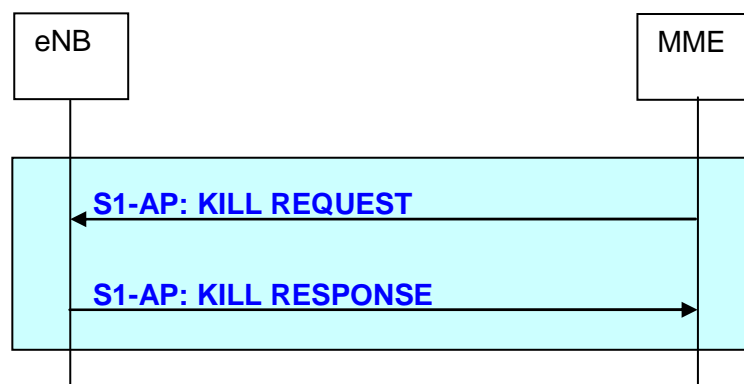 eNB
MME
S1-AP: KILL REQUEST
S1-AP: KILL RESPONSE